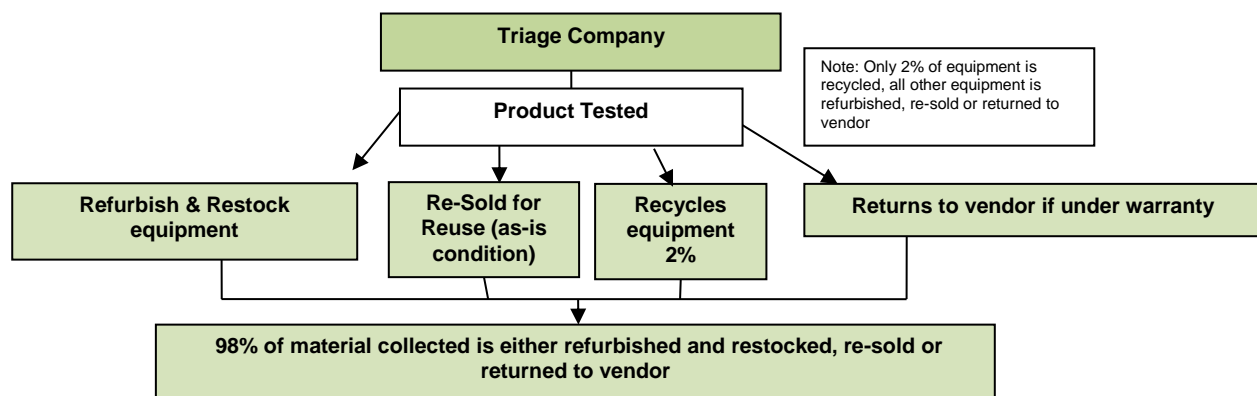 Triage Company
Note: Only 2% of equipment is
recycled, all other equipment is
refurbished, re-sold or returned to
vendor
Product Tested
Refurbish & Restock
equipment
Re-Sold for
Reuse (as-is
condition)
Recycles
equipment
2%
Returns to vendor if under warranty
98% of material collected is either refurbished and restocked, re-sold or
returned to vendor